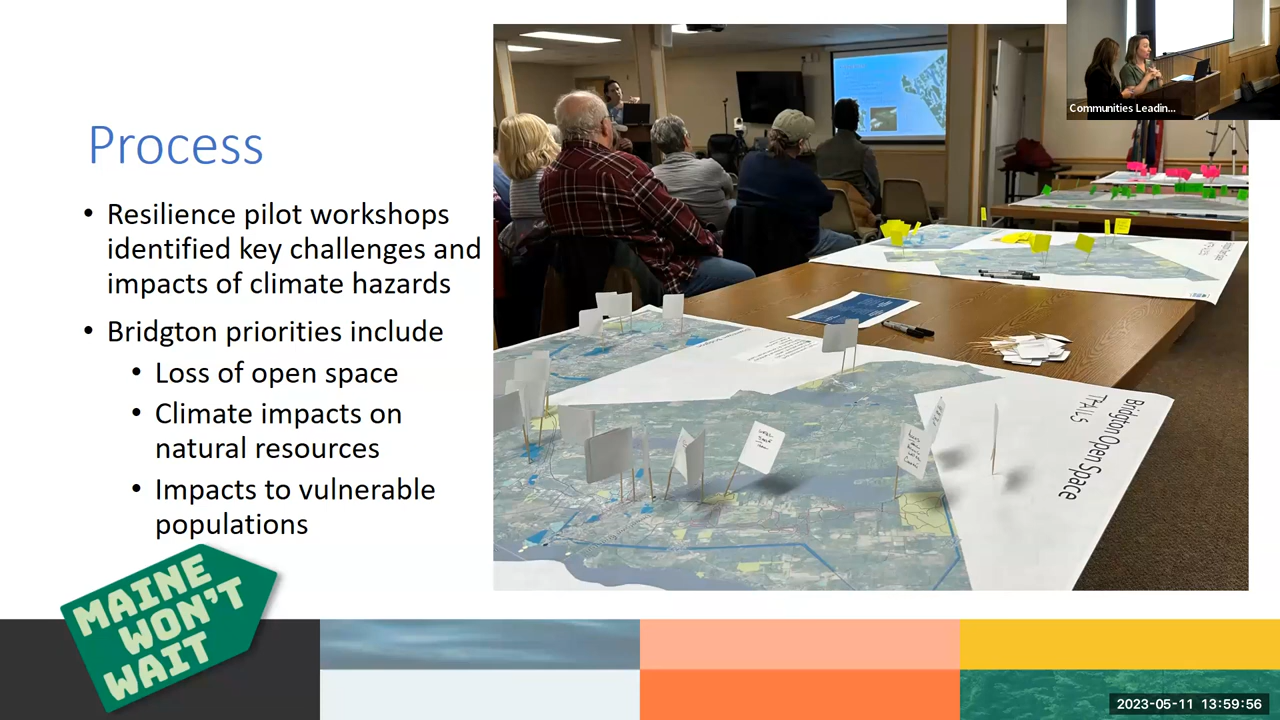 Process
• Resilience pilot workshops
identified key challenges and
impacts of climate hazards
• Bridgton priorities include
• Loss of open space
• Climate impacts on
natural resources
• Impacts to vulnerable
populations
MAINE
WON'T
WAIT
Bridgton Open Space
TRAILS
Communities Leadin...
2023-05-11 13:59:56